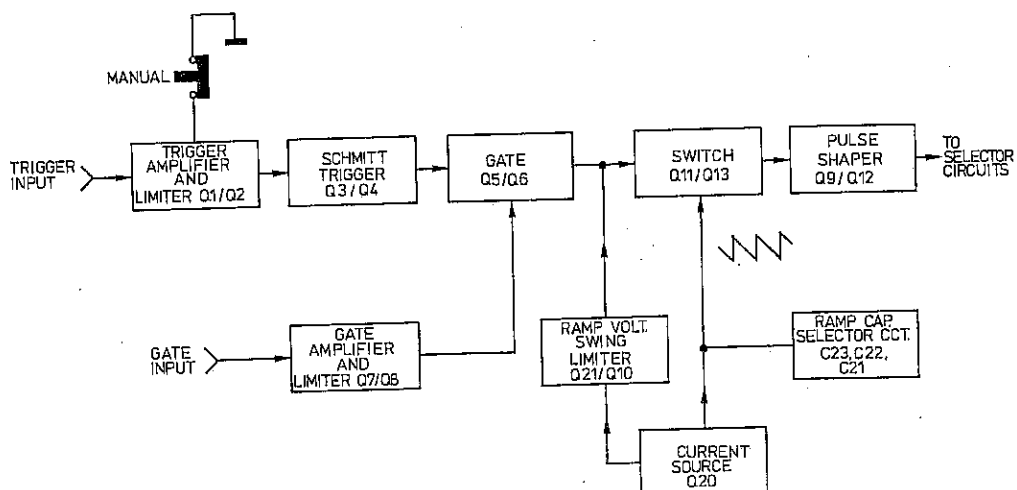 MANUAL
TRIGGER
INPUT
TRIGGER
AMPLIFIER
AND
LIMITER Q1/Q2
SCHMITT
TRIGGER
Q3/Q4
GATE
Q5/Q6
SWITCH
Q11/Q13
PULSE
SHAPER
Q9/Q12
TO
SELECTOR
CIRCUITS
GATE
INPUT
GATE
AMPLIFIER
AND
LIMITER Q7/Q8
RAMP VOLT.
SWING
LIMITER
Q21/Q10
RAMP CAP.
SELECTOR CCT.
C23,C22,
C21
CURRENT
SOURCE
Q20